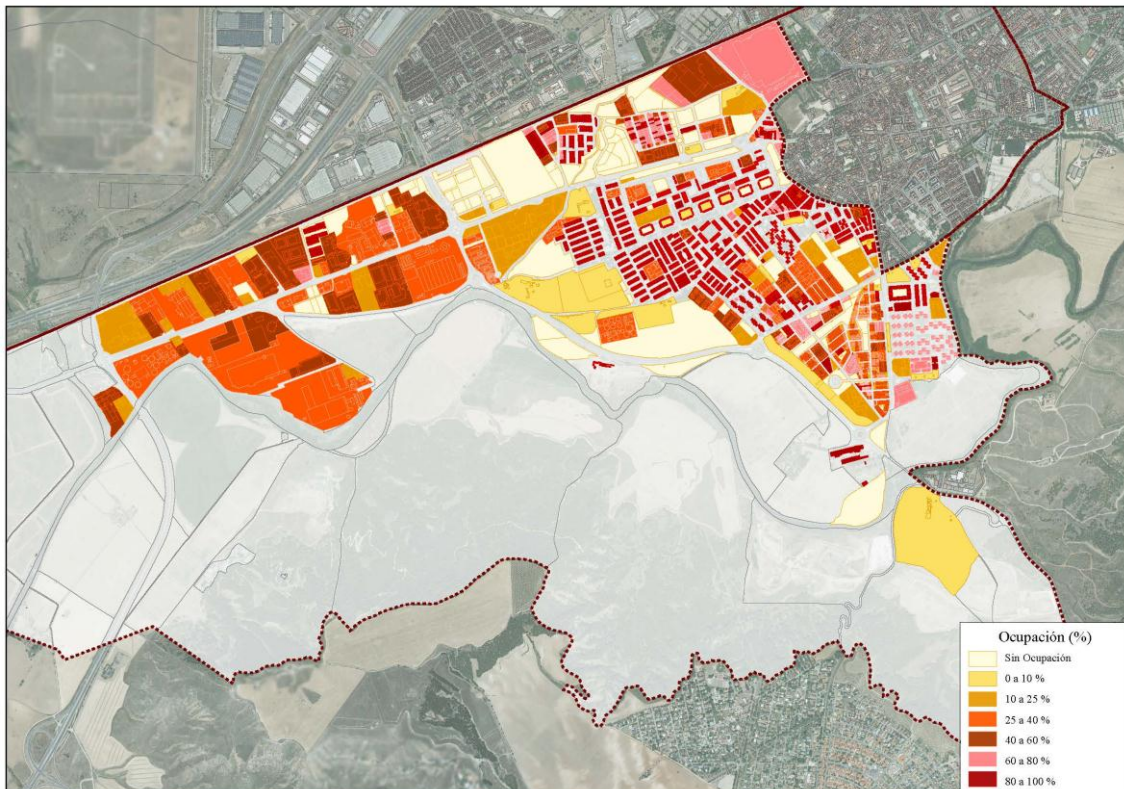 Ocupación (%)
Sin Ocupación
0 a 10 %
10 a 25%
25 a 40%
40 a 60%
60 a 80%
80 a 100 %